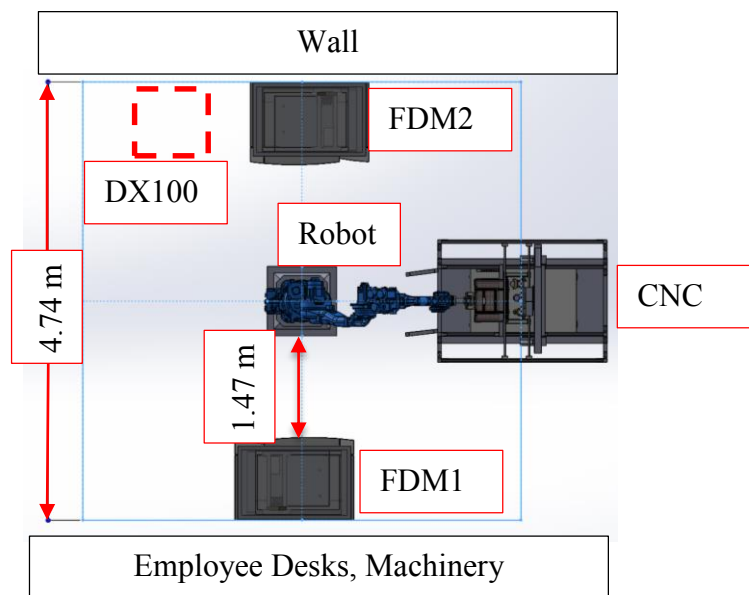 Wall
FDM2
DX100
Robot
CNC
4.74 m
1.47 m
FDM1
Employee Desks, Machinery